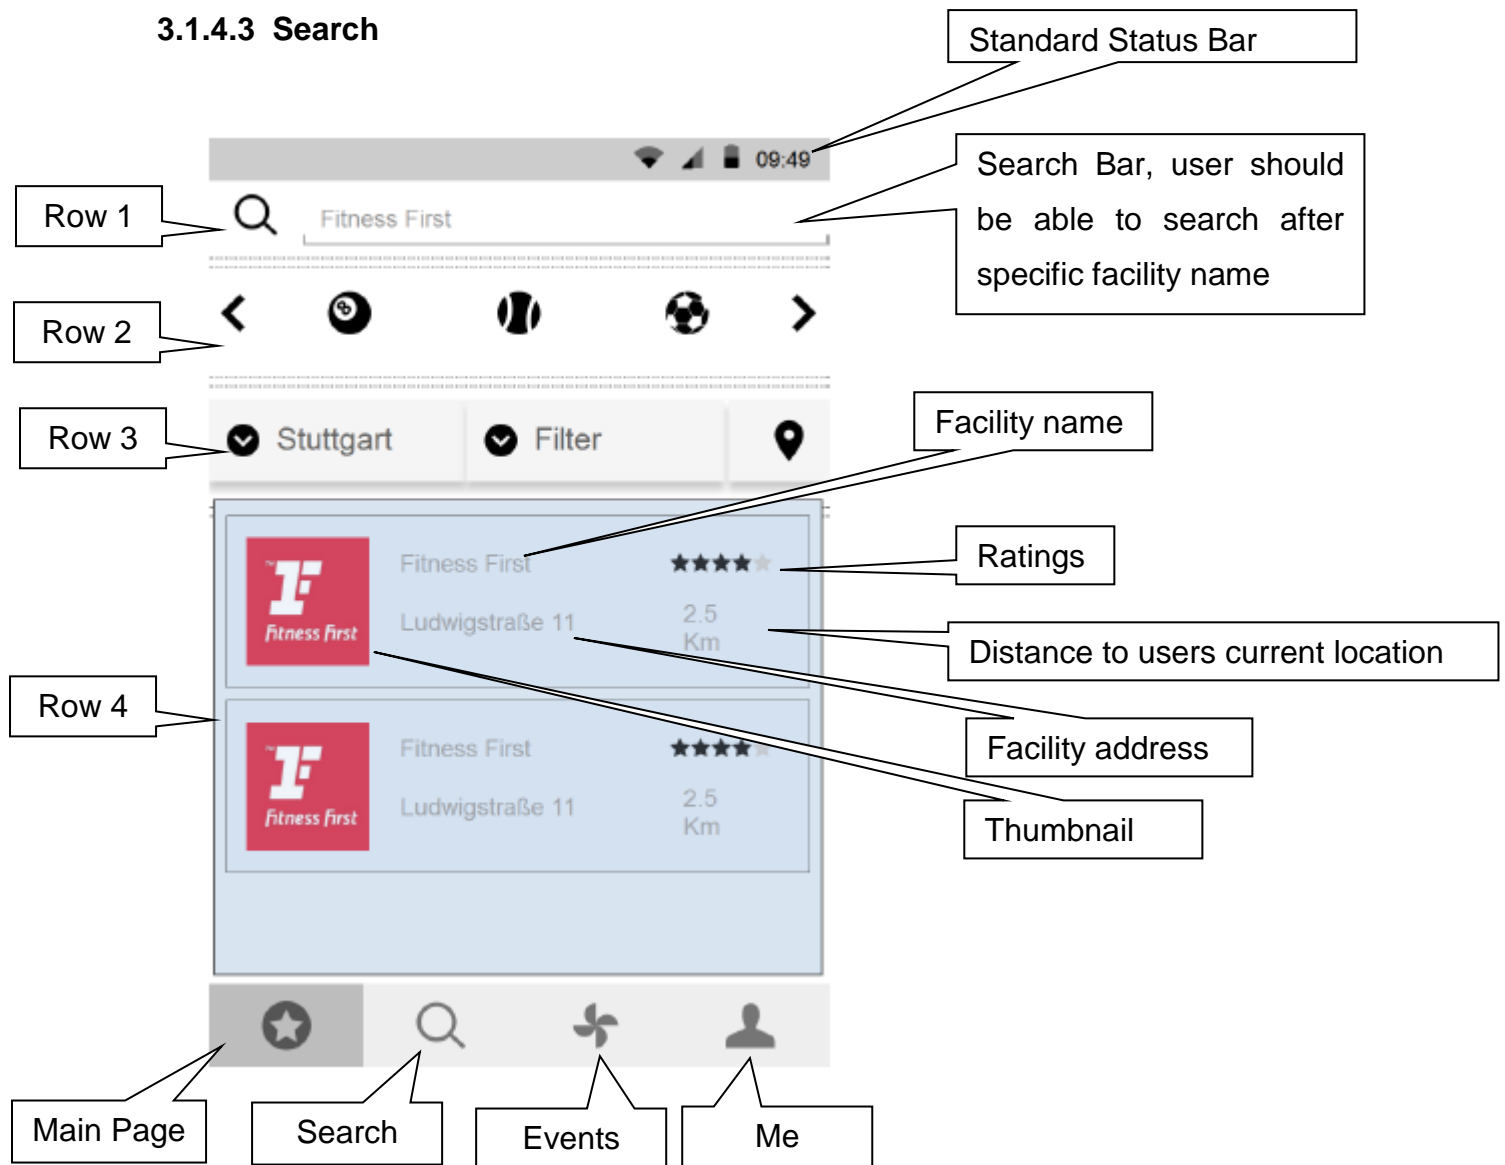 3.1.4.3 Search
Standard Status Bar
09:49
Search Bar, user should
be able to search after
specific facility name
Row 1
Fitness First
Row 2
Row 3
Stuttgart
Filter
Facility name
Fitness First
Ratings
TM
fitness first
Ludwigstraße 11
2.5
Km
Distance to users current location
Row 4
Facility address
Fitness First
TM
fitness first
Ludwigstraße 11
2.5
Km
Thumbnail
Main Page
Search
Events
Me